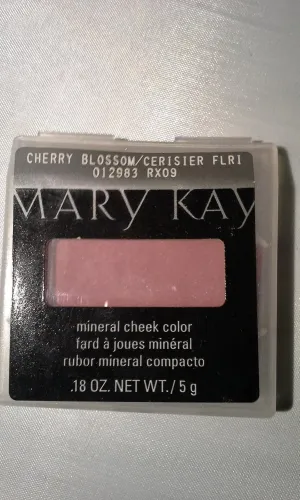 CHERRY BLOSSOM/CERISIER FLRI
012983 RX09
MARY KAY
mineral cheek color
fard à joues minéral
rubor mineral compacto
.18 OZ. NET WT./5 g